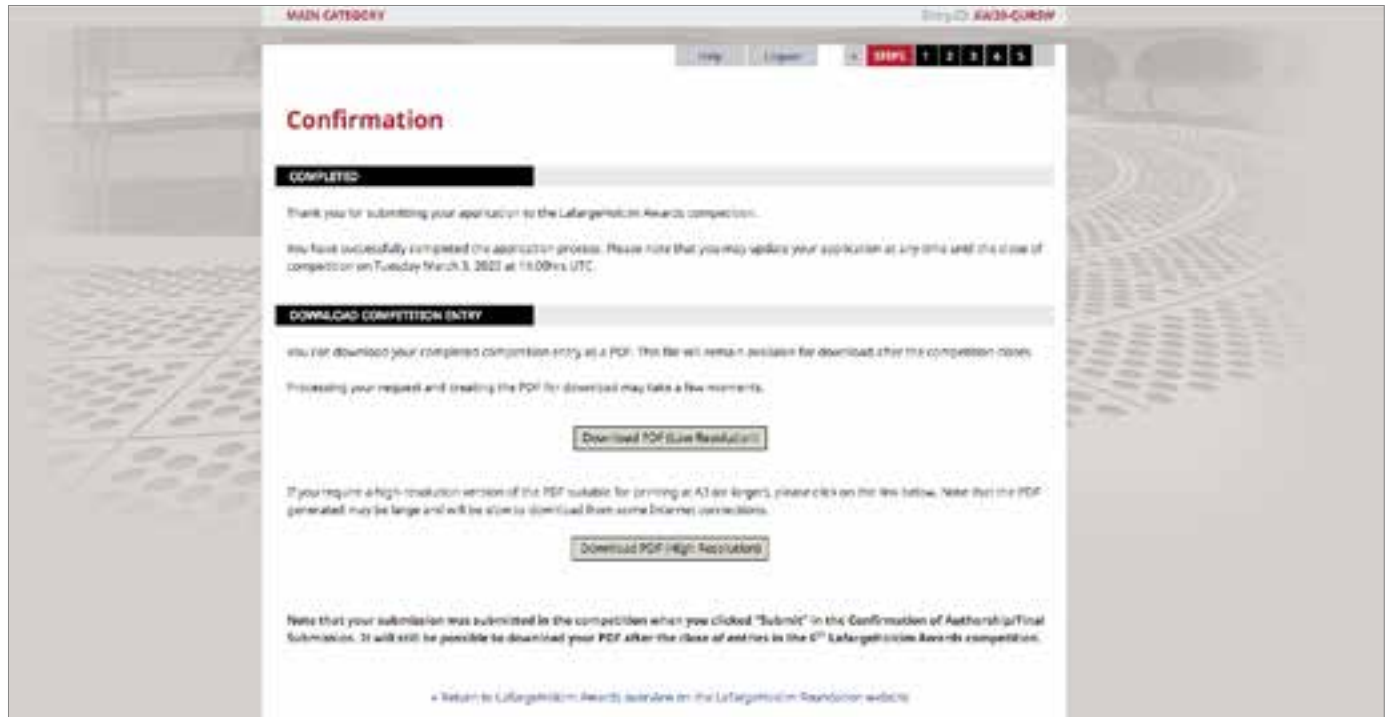 MAIN CATEGORY
Entry ID
Help Logout « STEPS 1 2 3 4 5
Confirmation
COMPLETED
Thank you for submitting your application to the LafargeHolcim Awards competition.
You have successfully completed the application process. Please note that you may update your application at any time until the close of
competition on Tuesday March 3, at UTC.
DOWNLOAD COMPETITION ENTRY
You can download your completed competition entry as a PDF. This file will remain available for download after the competition closes.
Processing your request and creating the PDF for download may take a few moments.
Download PDF (Low Resolution)
If you require a high-resolution version of the PDF suitable for printing at A3 (or larger), please click on the link below. Note that the PDF
generated may be large and will be slow to download from some Internet connections.
Download PDF (High Resolution)
Note that your submission was submitted in the competition when you clicked "Submit" in the Confirmation of Authorship/Final
Submission. It will still be possible to download your PDF after the close of entries in the 6th LafargeHolcim Awards competition.
« Return to LafargeHolcim Awards overview on the LafargeHolcim Foundation website